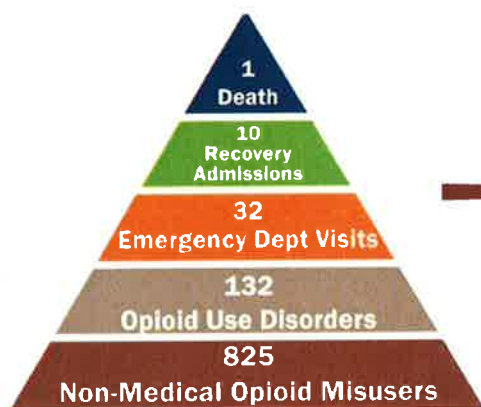 1
Death
10
Recovery
Admissions
32
Emergency Dept Visits
132
Opioid Use Disorders
825
Non-Medical Opioid Misusers